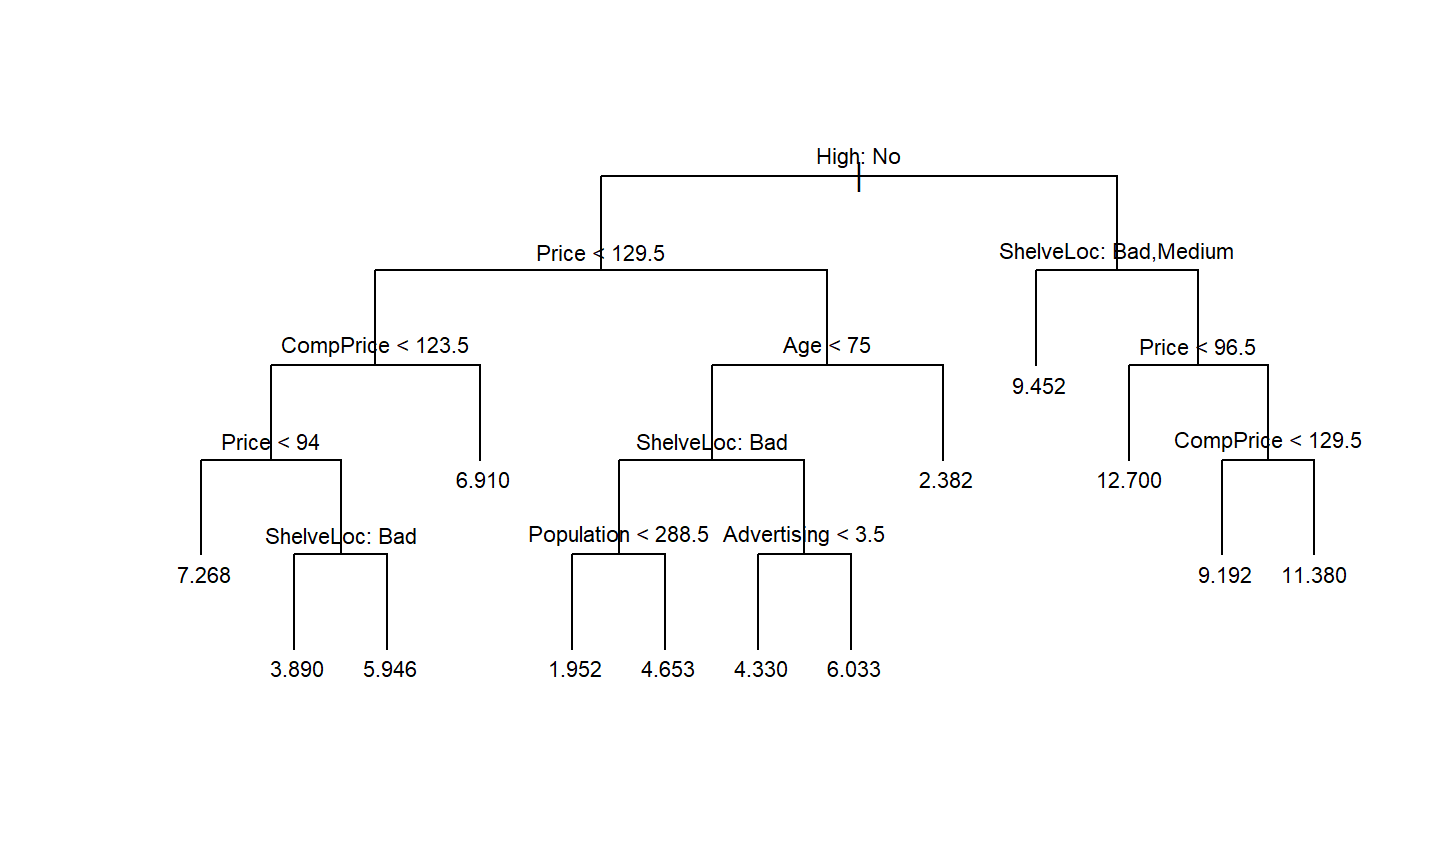 High: No
Price < 129.5
ShelveLoc: Bad,Medium
CompPrice < 123.5
Age < 75
Price < 96.5
9.452
Price < 94
ShelveLoc: Bad
CompPrice < 129.5
6.910
2.382
12.700
ShelveLoc: Bad
Population < 288.5
Advertising < 3.5
7.268
9.192
11.380
3.890
5.946
1.952
4.653
4.330
6.033